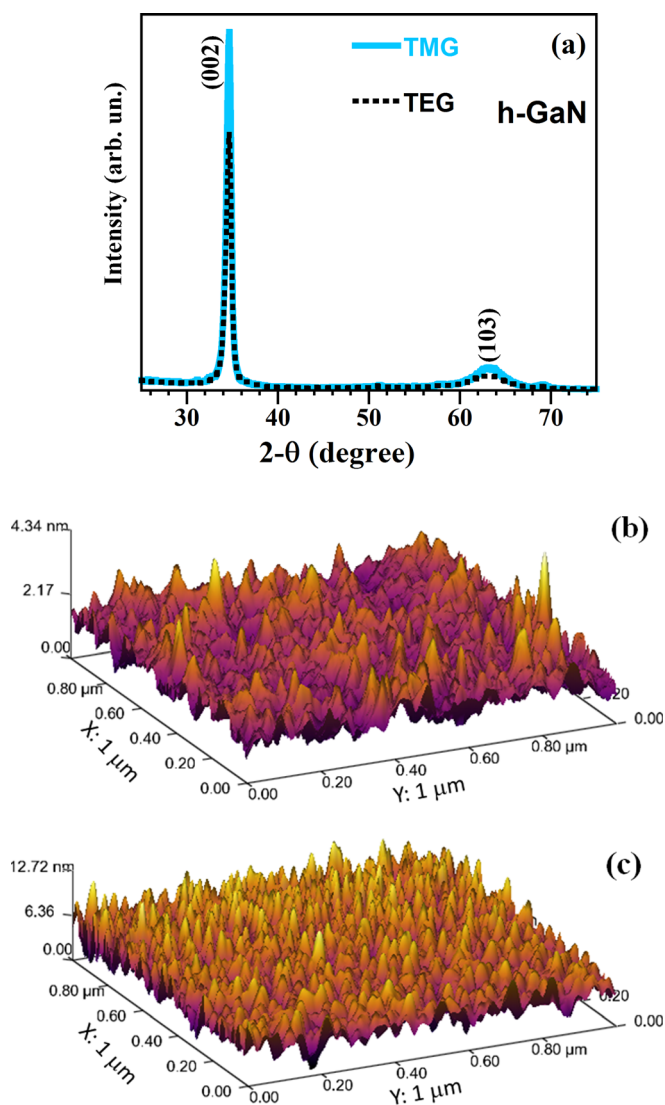 (a)
TMG
TEG
h-GaN
(002)
(103)
Intensity (arb. un.)
30 40 50 60 70
2-θ (degree)
(b)
4.34 nm
2.17
0.00
0.80 μm
0.60
0.40
0.20
0.00
X: 1 μm
0.00
0.20
0.40
0.60
0.80 μm
Y: 1 μm
.20
0.00
(c)
12.72 nm
6.36
0.00
0.80 μm
0.60
0.40
0.20
0.00
X: 1 μm
0.00
0.20
0.40
0.60
0.80 μm
Y: 1 μm
0.20
0.00